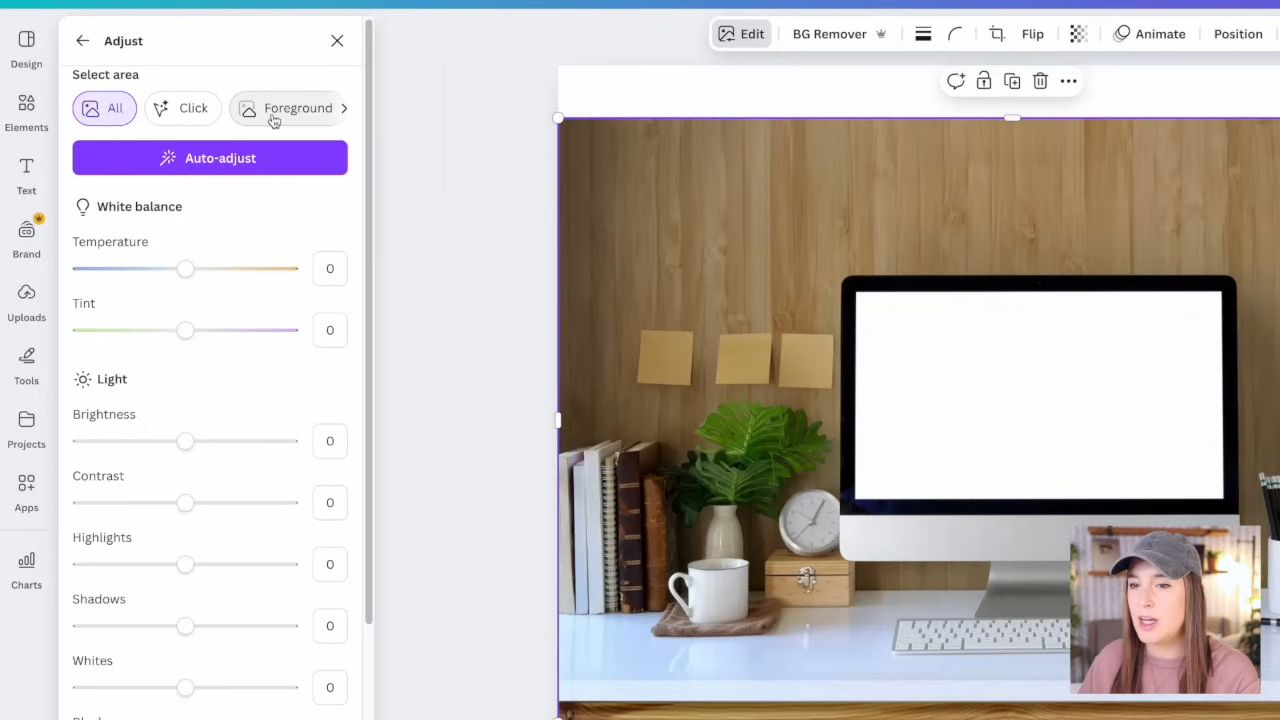 Design
Elements
Text
Brand
Uploads
Tools
Projects
Apps
Charts
Adjust
Select area
All
Click
Foreground
Auto-adjust
White balance
Temperature
0
Tint
0
Light
Brightness
0
Contrast
0
Highlights
0
Shadows
0
Whites
0
Edit
BG Remover
Flip
Animate
Position